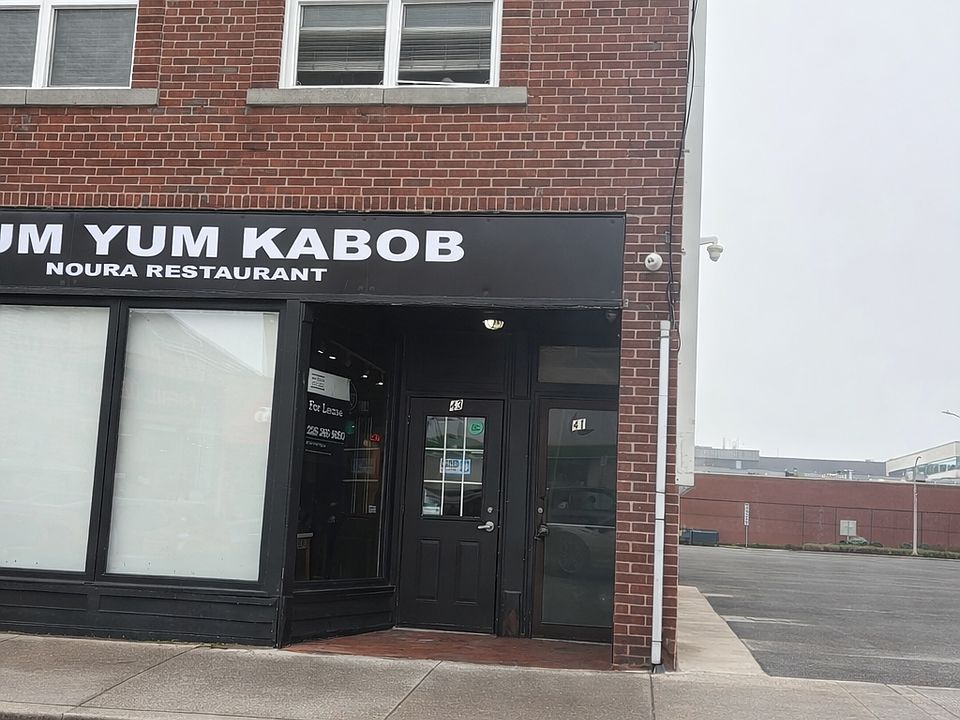 UM YUM KABOB
NOURA RESTAURANT
For Lease
43
41